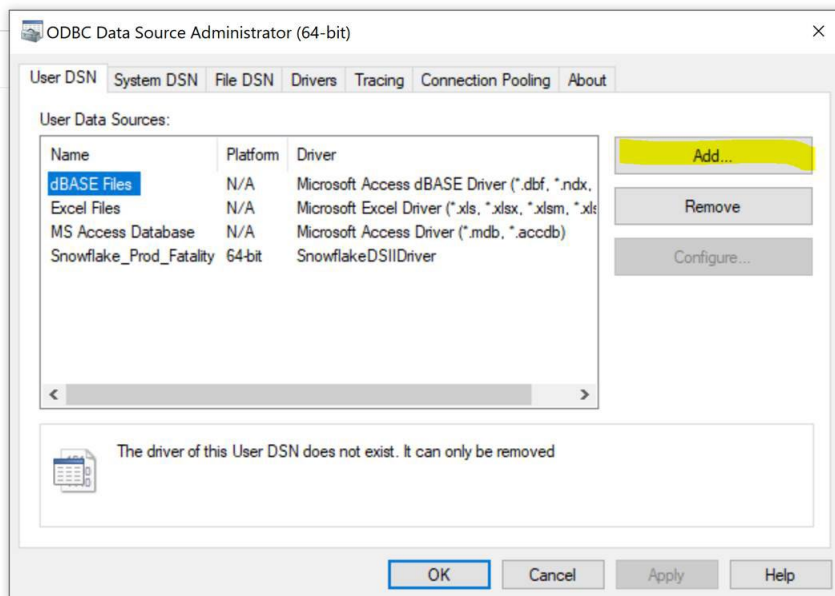 ODBC Data Source Administrator (64-bit)
User DSN System DSN File DSN Drivers Tracing Connection Pooling About
User Data Sources:
Name Platform Driver
dBASE Files N/A Microsoft Access dBASE Driver (*.dbf, *.ndx,
Excel Files N/A Microsoft Excel Driver (*.xls, *.xlsx, *.xlsm, *.xls
MS Access Database N/A Microsoft Access Driver (*.mdb, *.accdb)
Snowflake_Prod_Fatality 64-bit SnowflakeDSIIDriver
Add...
Remove
Configure...
The driver of this User DSN does not exist. It can only be removed
OK Cancel Apply Help